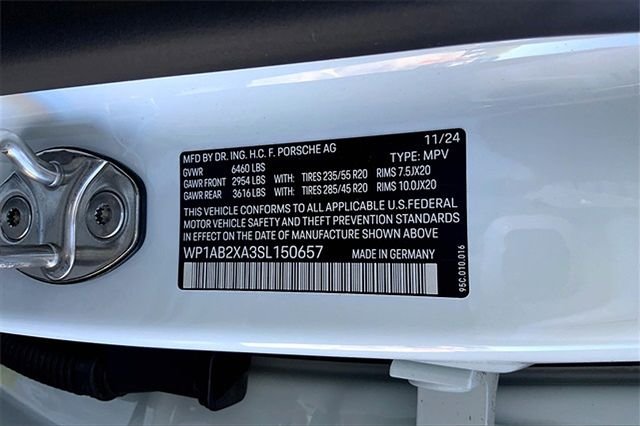 MFD BY DR. ING. H.C. F. PORSCHE AG 11/24
GVWR 6460 LBS TYPE: MPV
GAWR FRONT 2954 LBS WITH: TIRES 235/55 R20 RIMS 7.5JX20
GAWR REAR 3616 LBS WITH: TIRES 285/45 R20 RIMS 10.0JX20
THIS VEHICLE CONFORMS TO ALL APPLICABLE U.S.FEDERAL
MOTOR VEHICLE SAFETY AND THEFT PREVENTION STANDARDS
IN EFFECT ON THE DATE OF MANUFACTURE SHOWN ABOVE
WP1AB2XA3SL150657 MADE IN GERMANY
95C.010.016